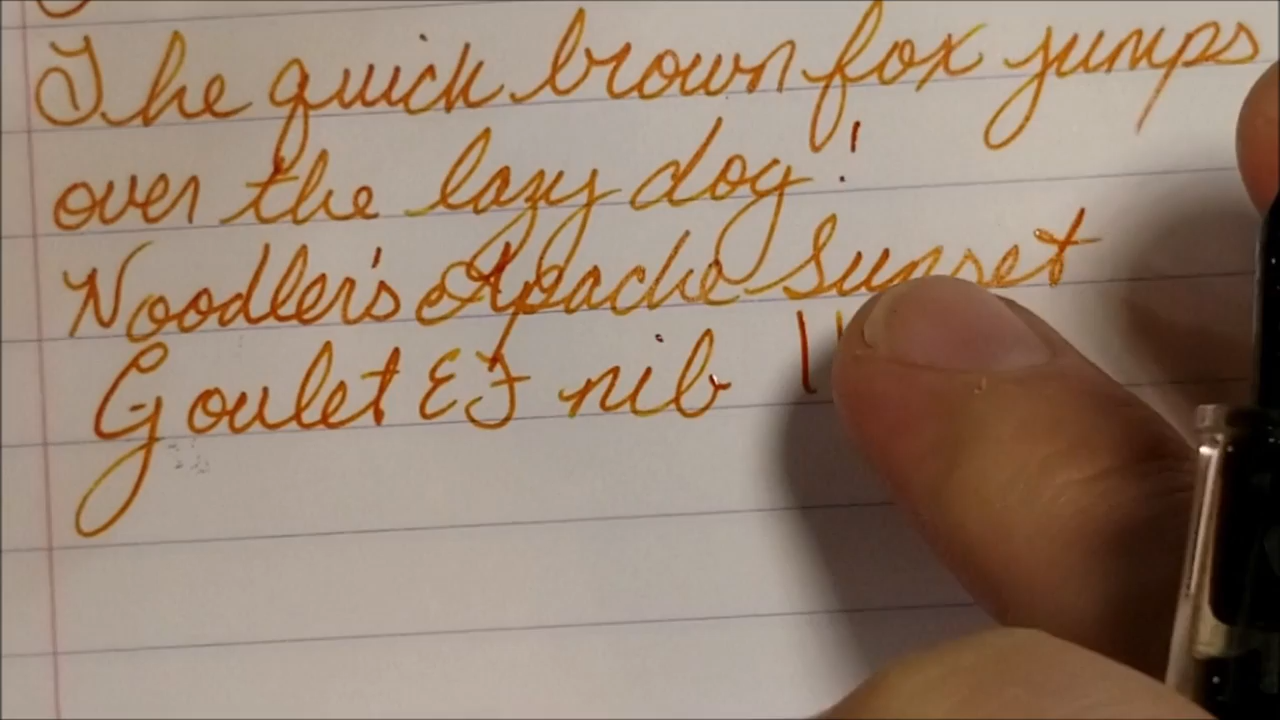 The quick brown fox jumps
over the lazy dog!
Noodler's Apache Sunset
Goulet EF nib